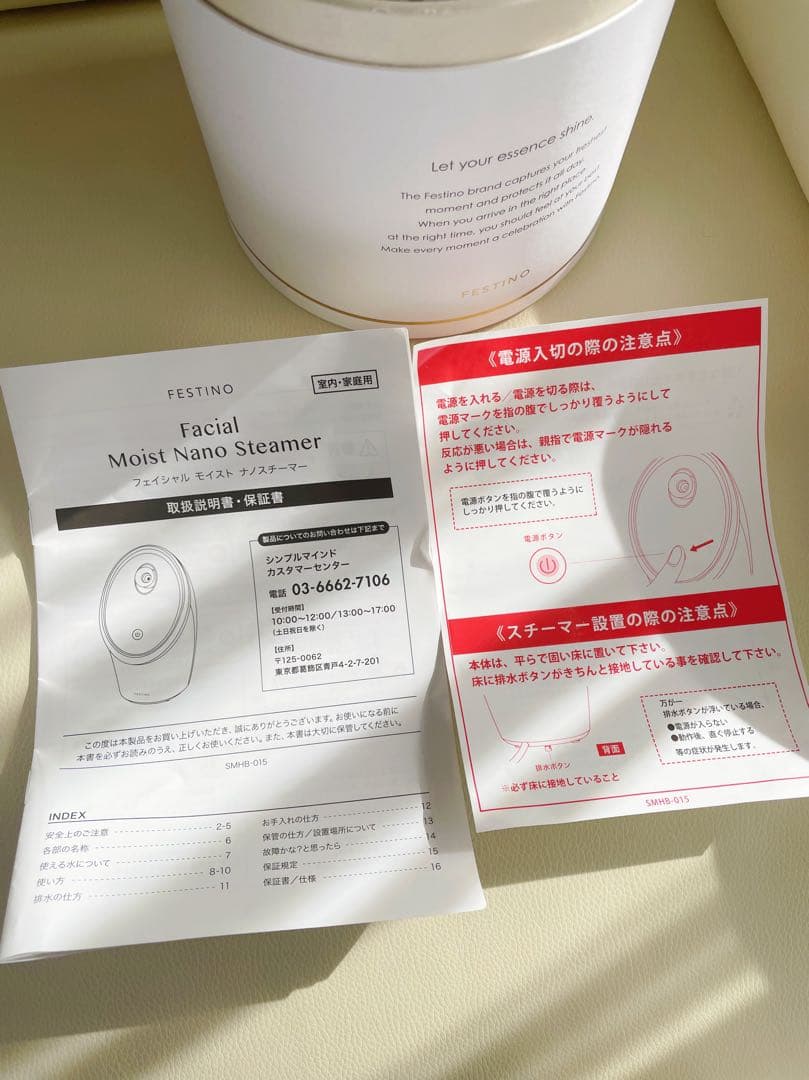 Let your essence shine.
The Festino brand captures your freshest
moment and protects it all day.
When you arrive in the right place
at the right time, you should feel at your best
Make every moment a celebration with Festino.
FESTINO
FESTINO
室内・家庭用
Facial
Moist Nano Steamer
フェイシャル モイスト ナノスチーマー
取扱説明書・保証書
製品についてのお問い合わせは下記まで
シンプルマインド
カスタマーセンター
電話 03-6662-7106
【受付時間】
10:00～12:00/13:00～17:00
(土日祝日を除く)
【住所】
〒125-0062
東京都葛飾区青戸4-2-7-201
FESTINO
この度は本製品をお買い上げいただき、誠にありがとうございます。お使いになる前に
本書を必ずお読みのうえ、正しくお使いください。また、本書は大切に保管してください。
SMHB-015
INDEX
安全上のご注意 2-5
各部の名称 6
使える水について 7
使い方 8-10
排水の仕方 11
お手入れの仕方 12
保管の仕方/設置場所について 13
故障かな?と思ったら 14
保証規定 15
保証書/仕様 16
《電源入切の際の注意点》
電源を入れる/電源を切る際は、
電源マークを指の腹でしっかり覆うようにして
押してください。
反応が悪い場合は、親指で電源マークが隠れる
ように押してください。
電源ボタンを指の腹で覆うように
しっかり押してください。
電源ボタン
《スチーマー設置の際の注意点》
本体は、平らで固い床に置いて下さい。
床に排水ボタンがきちんと接地している事を確認して下さい。
万が一
排水ボタンが浮いている場合、
●電源が入らない
●動作後、直ぐ停止する
等の症状が発生します.
背面
排水ボタン
※必ず床に接地していること
SMHB-015